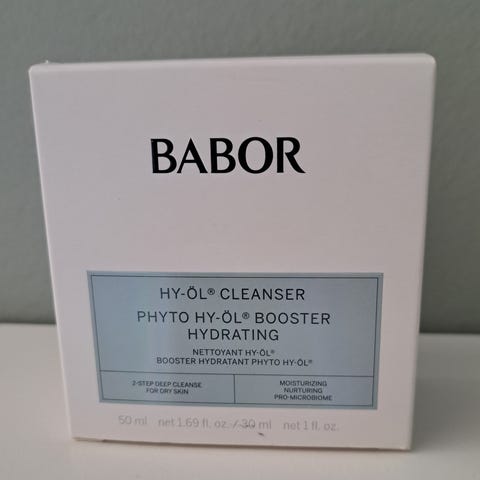 BABOR
HY-ÖL® CLEANSER
PHYTO HY-ÖL® BOOSTER
HYDRATING
NETTOYANT HY-ÖL®
BOOSTER HYDRATANT PHYTO HY-ÖL®
2-STEP DEEP CLEANSE
FOR DRY SKIN
MOISTURIZING
NURTURING
PRO-MICROBIOME
50 ml net 1.69 fl. oz. / 30 ml net 1 fl. oz.